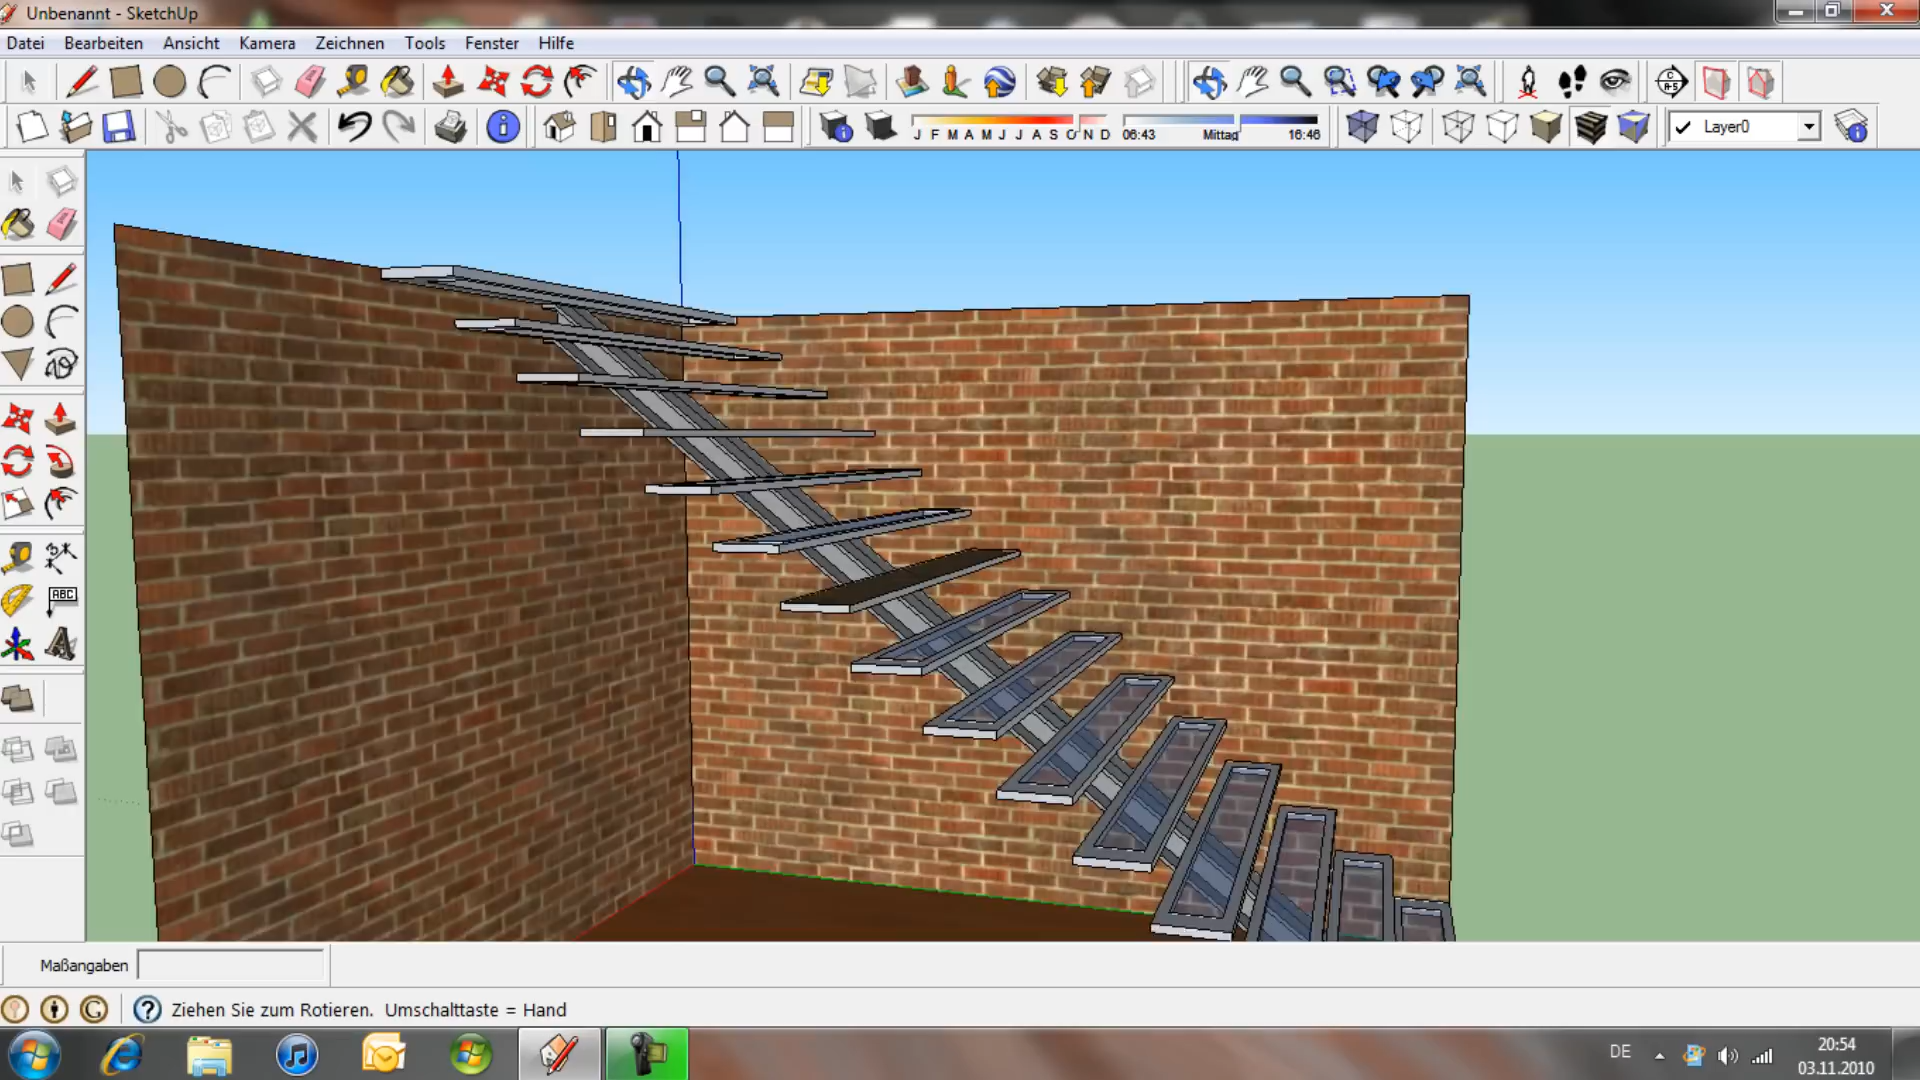 Unbenannt - SketchUp
Datei Bearbeiten Ansicht Kamera Zeichnen Tools Fenster Hilfe
J F M A M J J A S O N D 06:43 Mittag 16:46
Layer0
ABC
Maßangaben
Ziehen Sie zum Rotieren. Umschalttaste = Hand
DE
20:54
03.11.2010